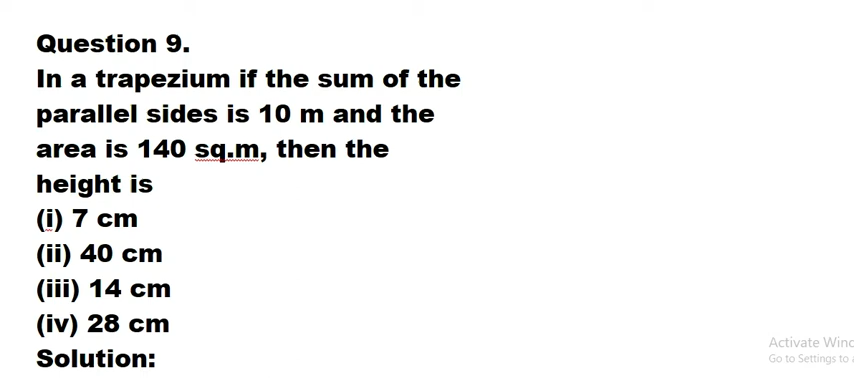 Question 9.
In a trapezium if the sum of the
parallel sides is 10 m and the
area is 140 sq.m, then the
height is
(i) 7 cm
(ii) 40 cm
(iii) 14 cm
(iv) 28 cm
Solution:
Activate Wind
Go to Settings to a